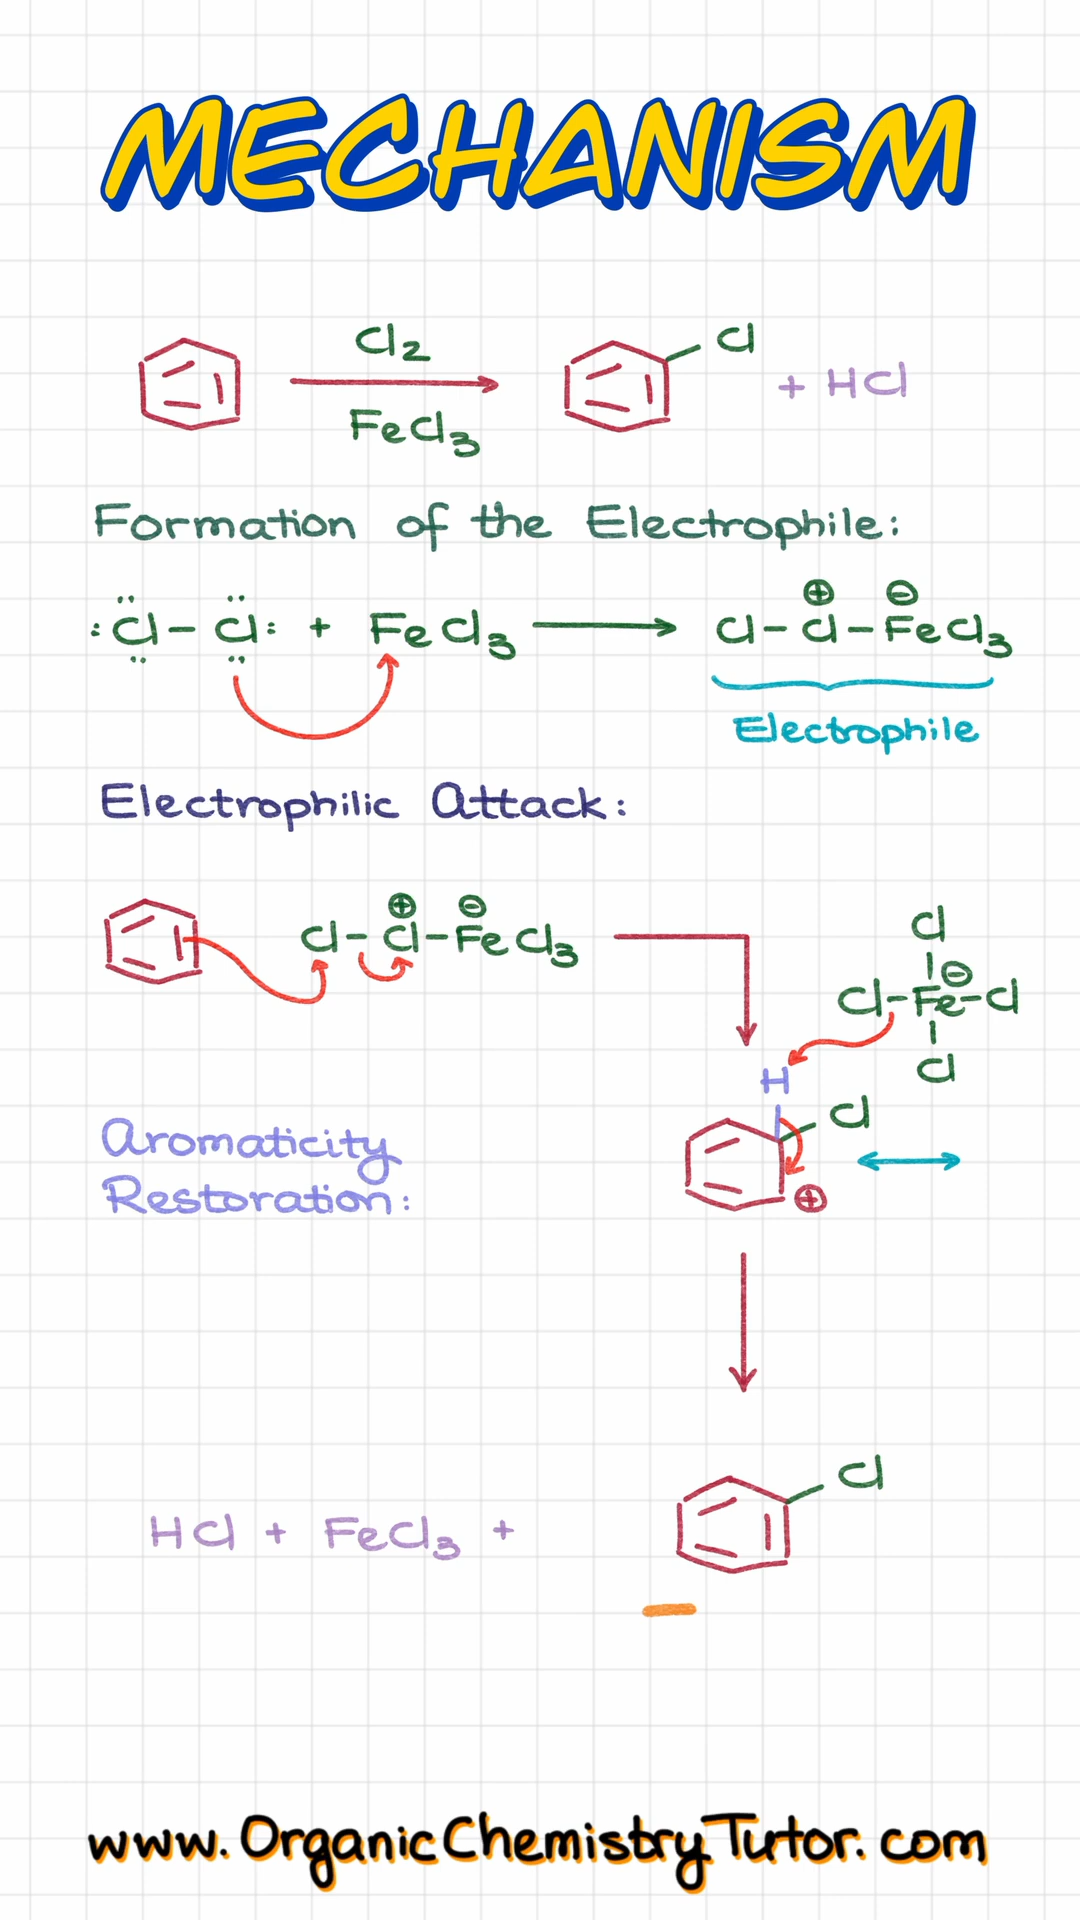 MECHANISM
Cl2
FeCl3
Cl
+ HCl
Formation of the Electrophile:
:Cl – Cl: + FeCl3 ⟶ Cl – Cl – FeCl3
⊕ ⊖
Electrophile
Electrophilic Attack:
⊕ ⊖
Cl – Cl – FeCl3
Cl
⊖
Cl – Fe – Cl
Cl
H
Cl
⊕
Aromaticity
Restoration:
Cl
HCl + FeCl3 +
www.OrganicChemistryTutor.com